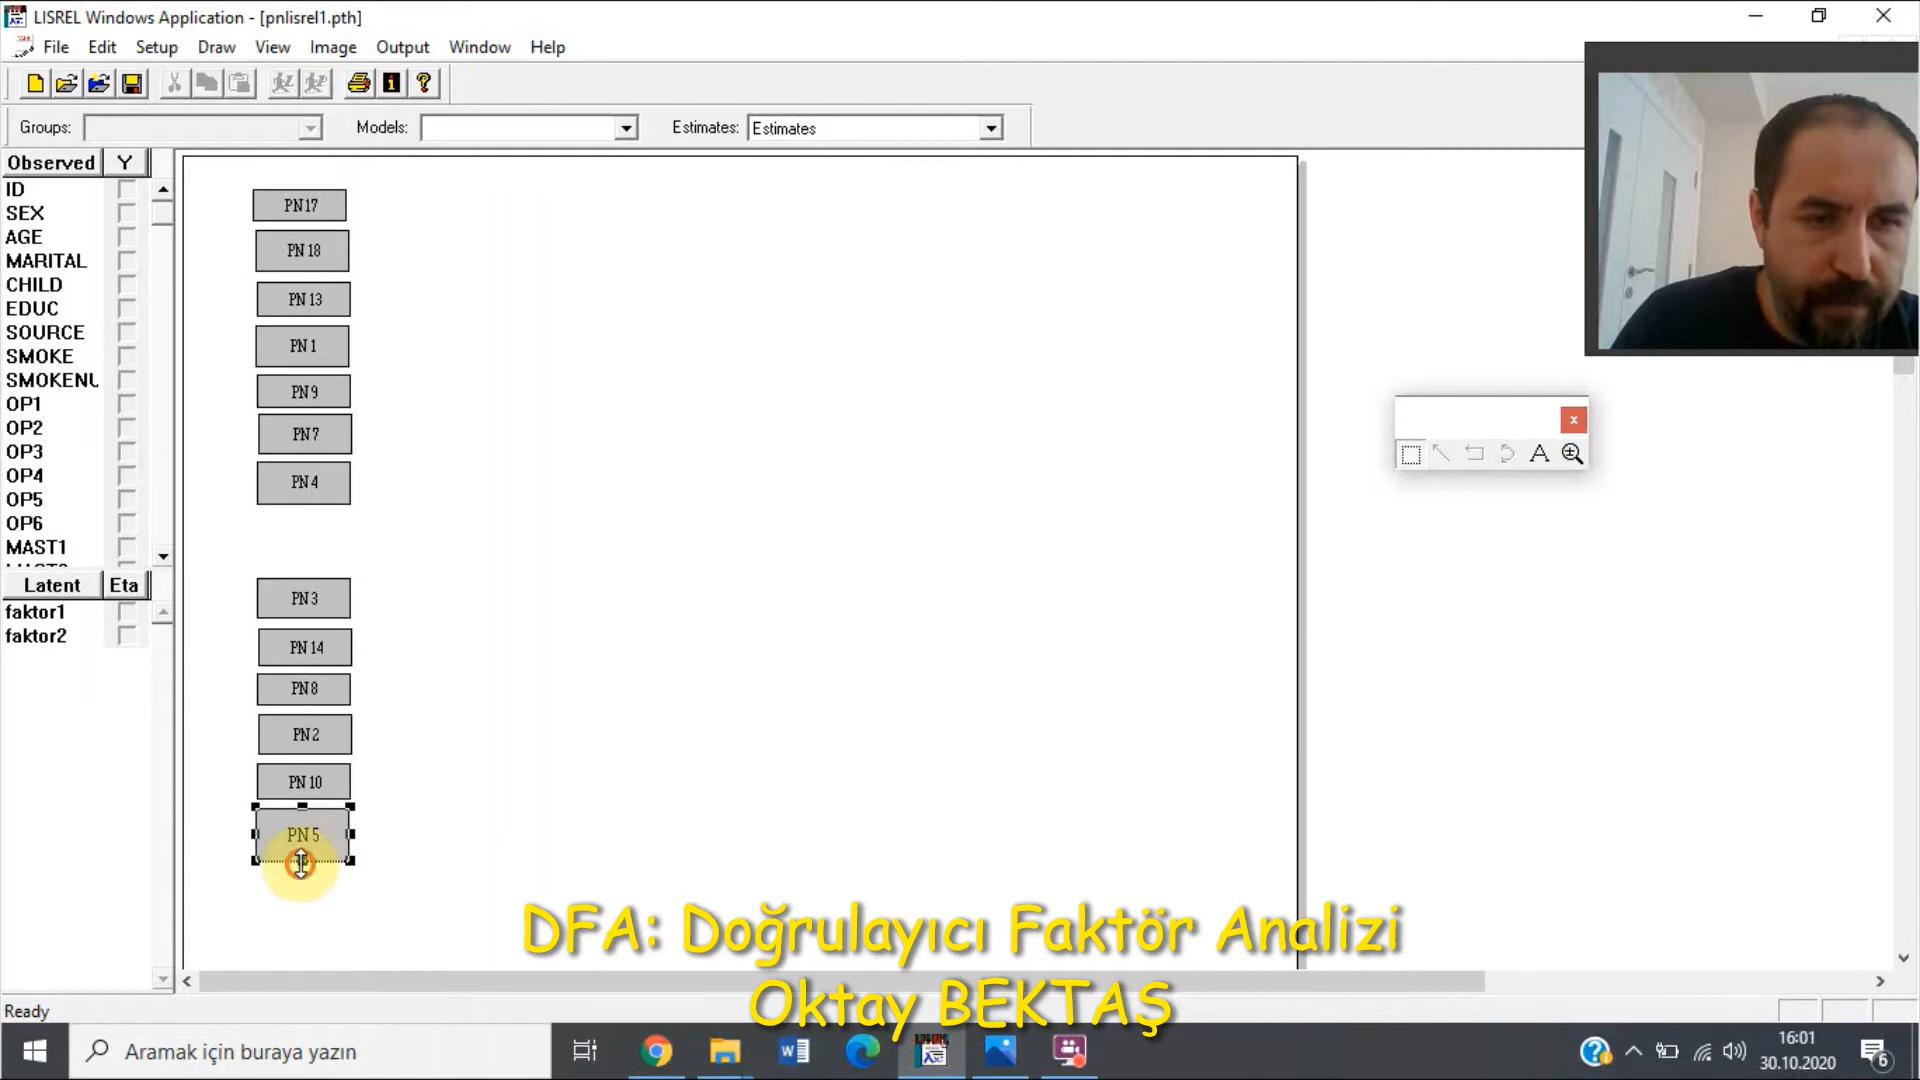 LISREL Windows Application - [pnlisrel1.pth]
File Edit Setup Draw View Image Output Window Help
Groups: Models: Estimates: Estimates
Observed Y
ID
SEX
AGE
MARITAL
CHILD
EDUC
SOURCE
SMOKE
SMOKENU
OP1
OP2
OP3
OP4
OP5
OP6
MAST1
Latent Eta
faktor1
faktor2
PN17
PN18
PN13
PN1
PN9
PN7
PN4
PN3
PN14
PN8
PN2
PN10
PN5
x
A
DFA: Doğrulayıcı Faktör Analizi
Oktay BEKTAŞ
Ready
Aramak için buraya yazın
16:01
30.10.2020
6